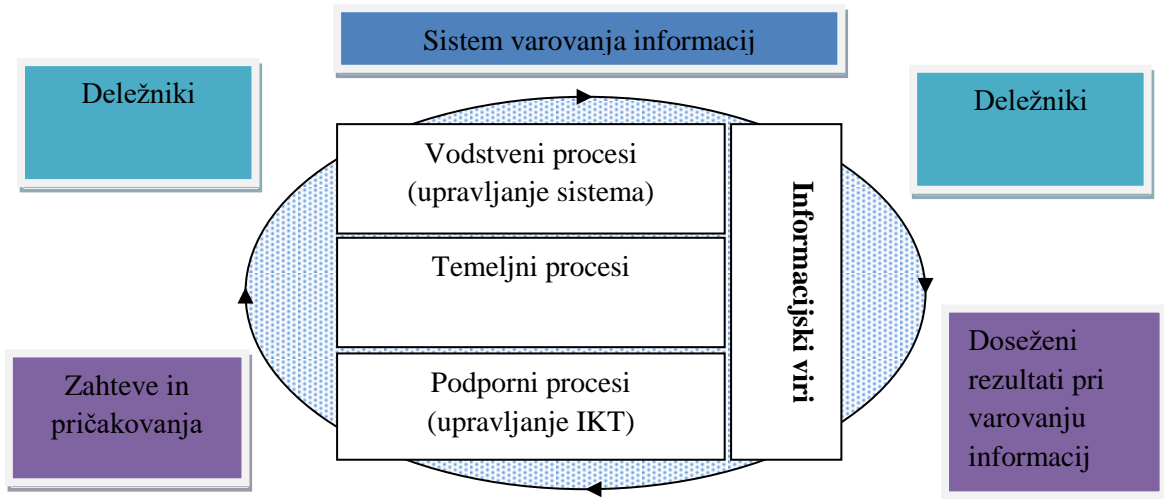 Sistem varovanja informacij
Deležniki
Deležniki
Vodstveni procesi
(upravljanje sistema)
Temeljni procesi
Podporni procesi
(upravljanje IKT)
Informacijski viri
Zahteve in
pričakovanja
Doseženi
rezultati pri
varovanju
informacij